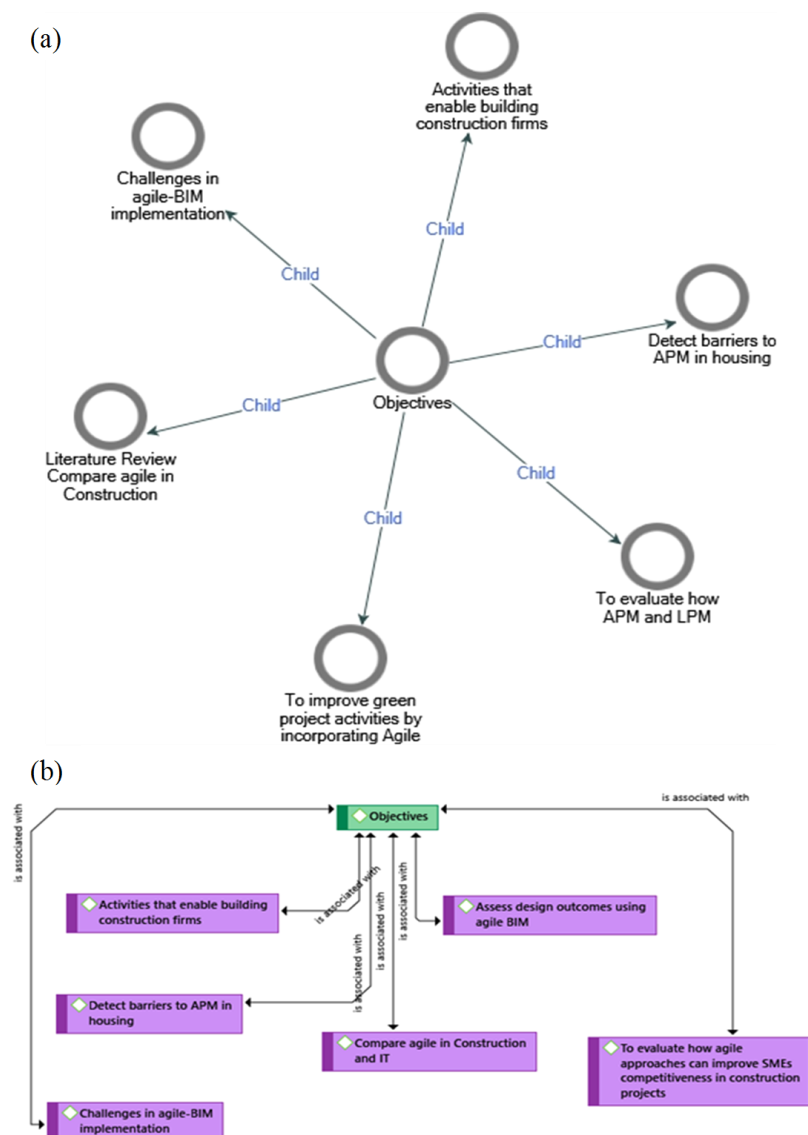 (a)
Activities that
enable building
construction firms
Challenges in
agile-BIM
implementation
Child
Child
Child
Detect barriers to
APM in housing
Objectives
Child
Literature Review
Compare agile in
Construction
Child
Child
To evaluate how
APM and LPM
To improve green
project activities by
incorporating Agile
(b)
is associated with
is associated with
Objectives
is associated with
is associated with
is associated with
is associated with
Activities that enable building
construction firms
Assess design outcomes using
agile BIM
Detect barriers to APM in
housing
Compare agile in Construction
and IT
To evaluate how agile
approaches can improve SMEs
competitiveness in construction
projects
Challenges in agile-BIM
implementation